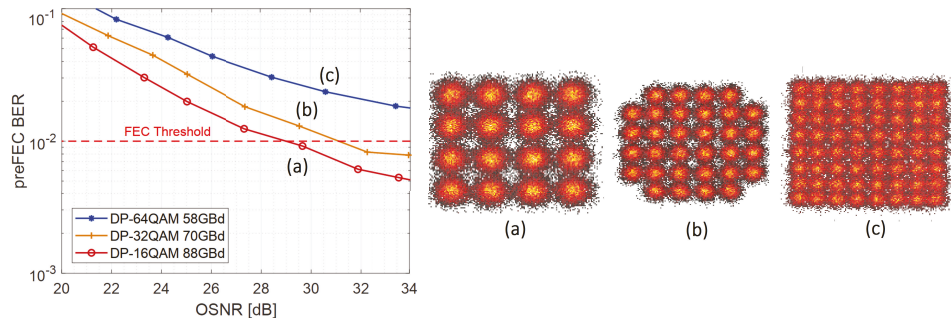 10^-1
10^-2
10^-3
preFEC BER
20 22 24 26 28 30 32 34
OSNR [dB]
(c)
(b)
FEC Threshold
(a)
DP-64QAM 58GBd
DP-32QAM 70GBd
DP-16QAM 88GBd
(a) (b) (c)